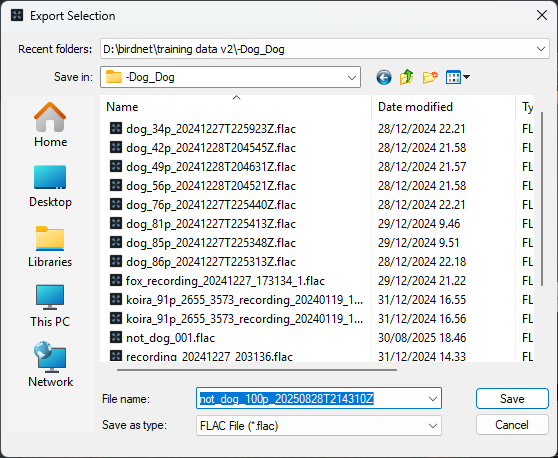 Export Selection
Recent folders: D:\birdnet\training data v2\-Dog_Dog
Save in: -Dog_Dog
Name Date modified Ty
dog_34p_20241227T225923Z.flac 28/12/2024 22.21 FL
dog_42p_20241228T204545Z.flac 28/12/2024 21.58 FL
dog_49p_20241228T204631Z.flac 28/12/2024 21.57 FL
dog_56p_20241228T204521Z.flac 28/12/2024 21.58 FL
dog_76p_20241227T225440Z.flac 28/12/2024 22.21 FL
dog_81p_20241227T225413Z.flac 29/12/2024 9.46 FL
dog_85p_20241227T225348Z.flac 29/12/2024 9.51 FL
dog_86p_20241227T225313Z.flac 28/12/2024 22.18 FL
fox_recording_20241227_173134_1.flac 29/12/2024 21.22 FL
koira_91p_2655_3573_recording_20240119_1... 31/12/2024 16.55 FL
koira_91p_2655_3573_recording_20240119_1... 31/12/2024 16.56 FL
not_dog_001.flac 30/08/2025 18.46 FL
recording_20241227_203136.flac 31/12/2024 14.33 FL
Home
Desktop
Libraries
This PC
Network
File name: not_dog_100p_20250828T214310Z Save
Save as type: FLAC File (*.flac) Cancel